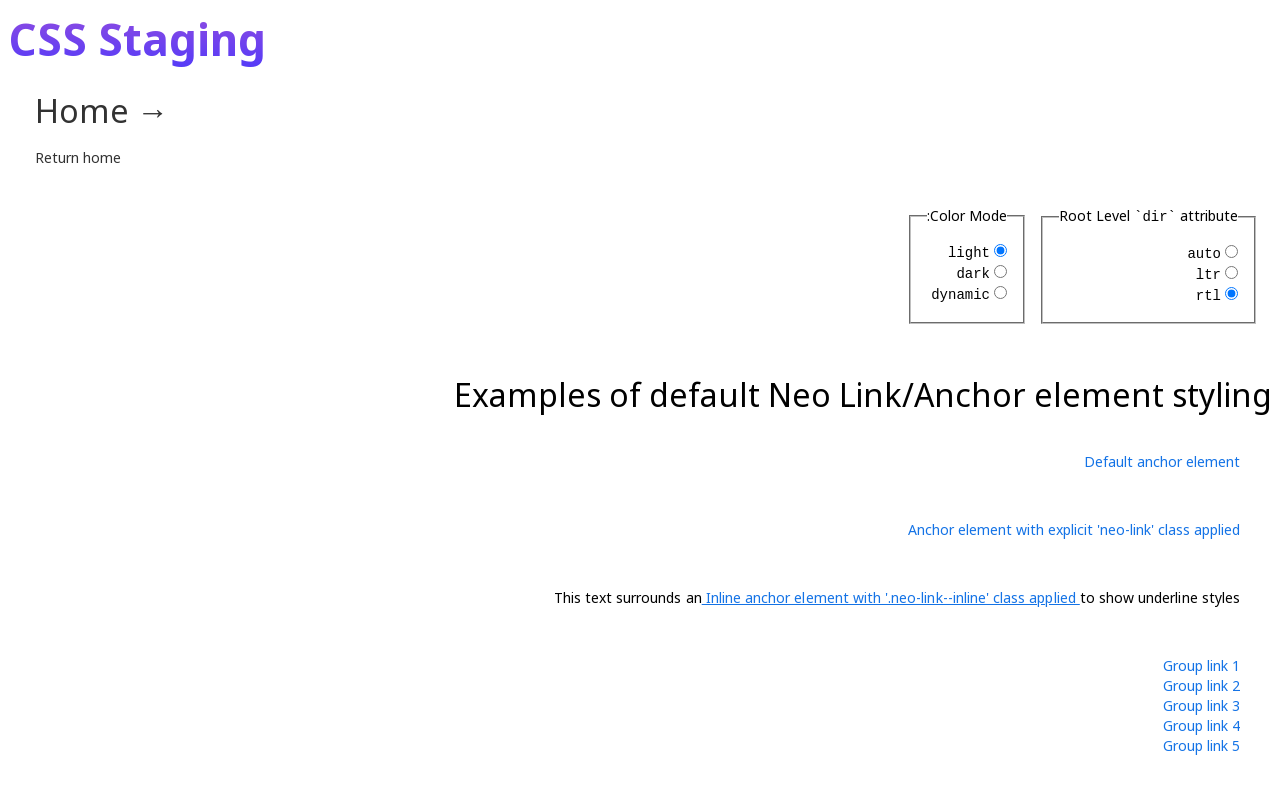 CSS Staging
Home →
Return home
Root Level `dir` attribute
auto
ltr
rtl
:Color Mode
light
dark
dynamic
Examples of default Neo Link/Anchor element styling
Default anchor element
Anchor element with explicit 'neo-link' class applied
This text surrounds an Inline anchor element with '.neo-link--inline' class applied to show underline styles
Group link 1
Group link 2
Group link 3
Group link 4
Group link 5